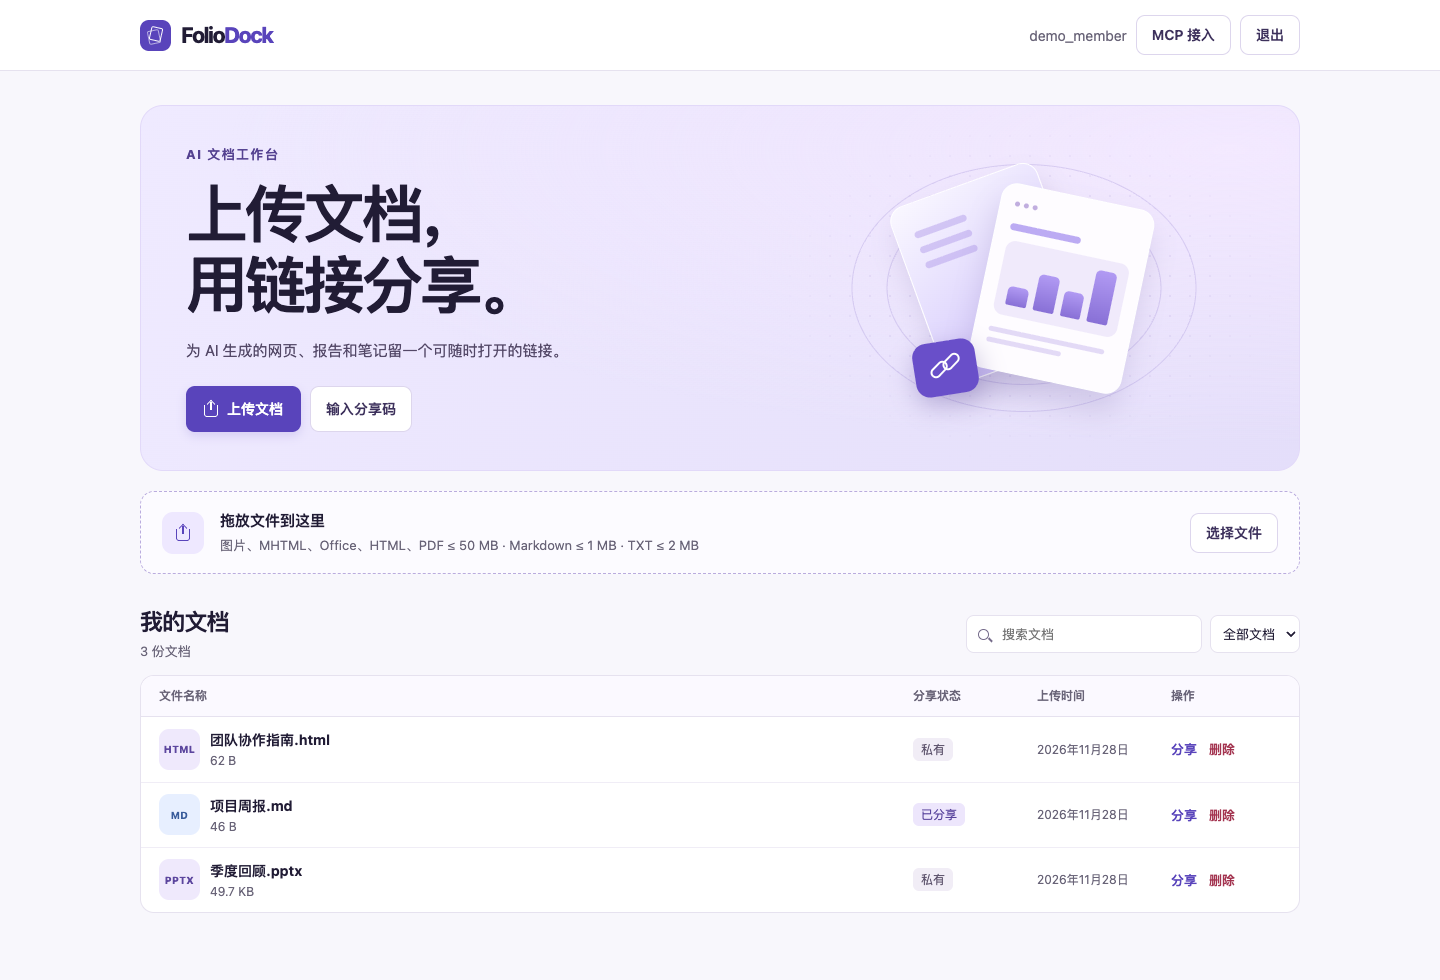 FolioDock
demo_member
MCP 接入
退出
AI 文档工作台
上传文档，
用链接分享。
为 AI 生成的网页、报告和笔记留一个可随时打开的链接。
上传文档
输入分享码
拖放文件到这里
图片、MHTML、Office、HTML、PDF ≤ 50 MB · Markdown ≤ 1 MB · TXT ≤ 2 MB
选择文件
我的文档
3 份文档
搜索文档
全部文档
文件名称 分享状态 上传时间 操作
HTML 团队协作指南.html 私有 2026年11月28日 分享 删除
62 B
MD 项目周报.md 已分享 2026年11月28日 分享 删除
46 B
PPTX 季度回顾.pptx 私有 2026年11月28日 分享 删除
49.7 KB